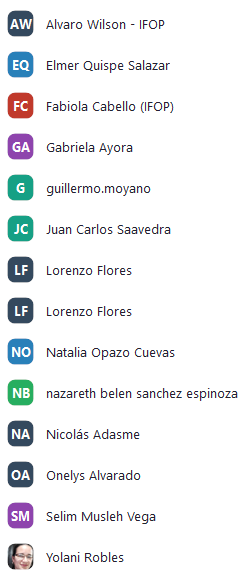 AW Alvaro Wilson - IFOP
EQ Elmer Quispe Salazar
FC Fabiola Cabello (IFOP)
GA Gabriela Ayora
G guillermo.moyano
JC Juan Carlos Saavedra
LF Lorenzo Flores
LF Lorenzo Flores
NO Natalia Opazo Cuevas
NB nazareth belen sanchez espinoza
NA Nicolás Adasme
OA Onelys Alvarado
SM Selim Musleh Vega
Yolani Robles